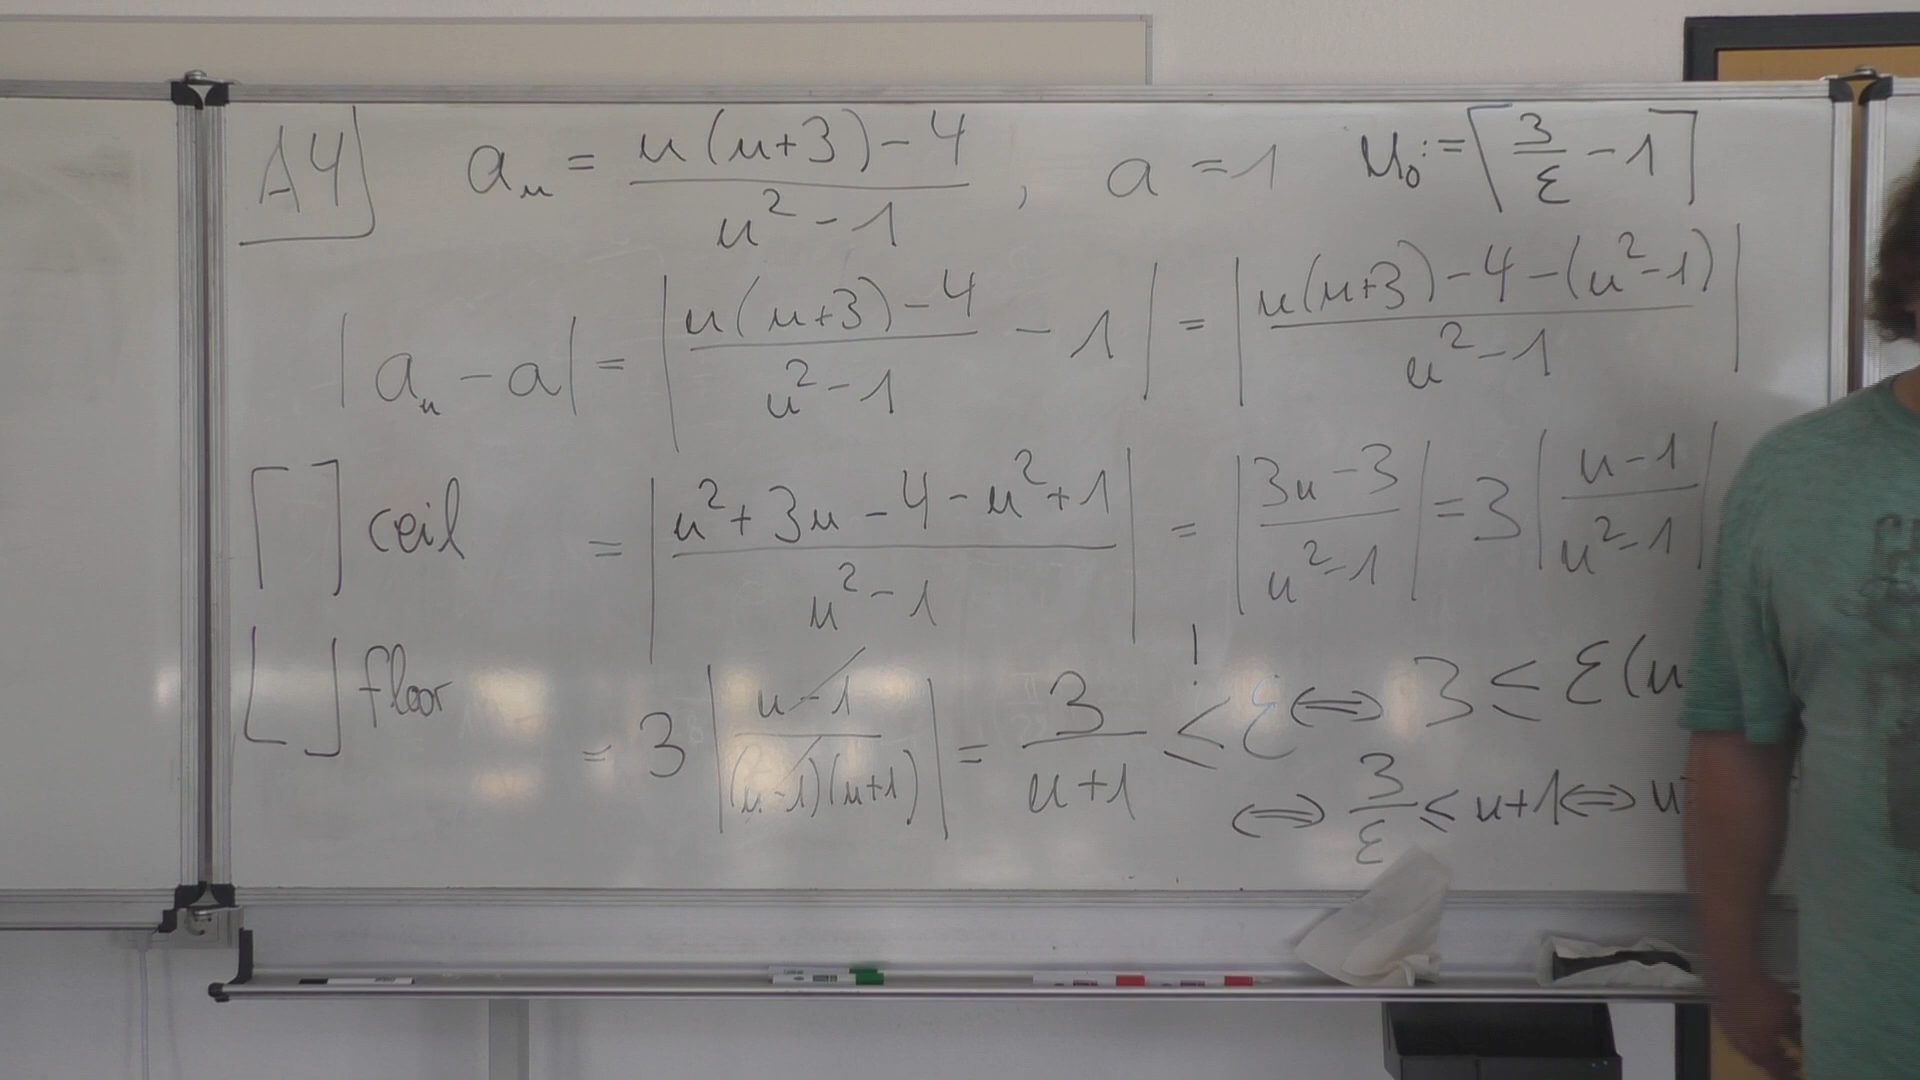 A4 a_n = (n(n+3)-4)/(n²-1), a = 1 n₀ := ⌈3/ε - 1⌉
|a_n - a| = |(n(n+3)-4)/(n²-1) - 1| = |(n(n+3)-4-(n²-1))/(n²-1)|
⌈ ⌉ ceil = |(n²+3n-4-n²+1)/(n²-1)| = |(3n-3)/(n²-1)| = 3|(n-1)/(n²-1)|
⌊ ⌋ floor = 3|(n-1)/((n-1)(n+1))| = 3/(n+1) ≤! ε ⇔ 3 ≤ ε(n
⇔ 3/ε ≤ n+1 ⇔ n